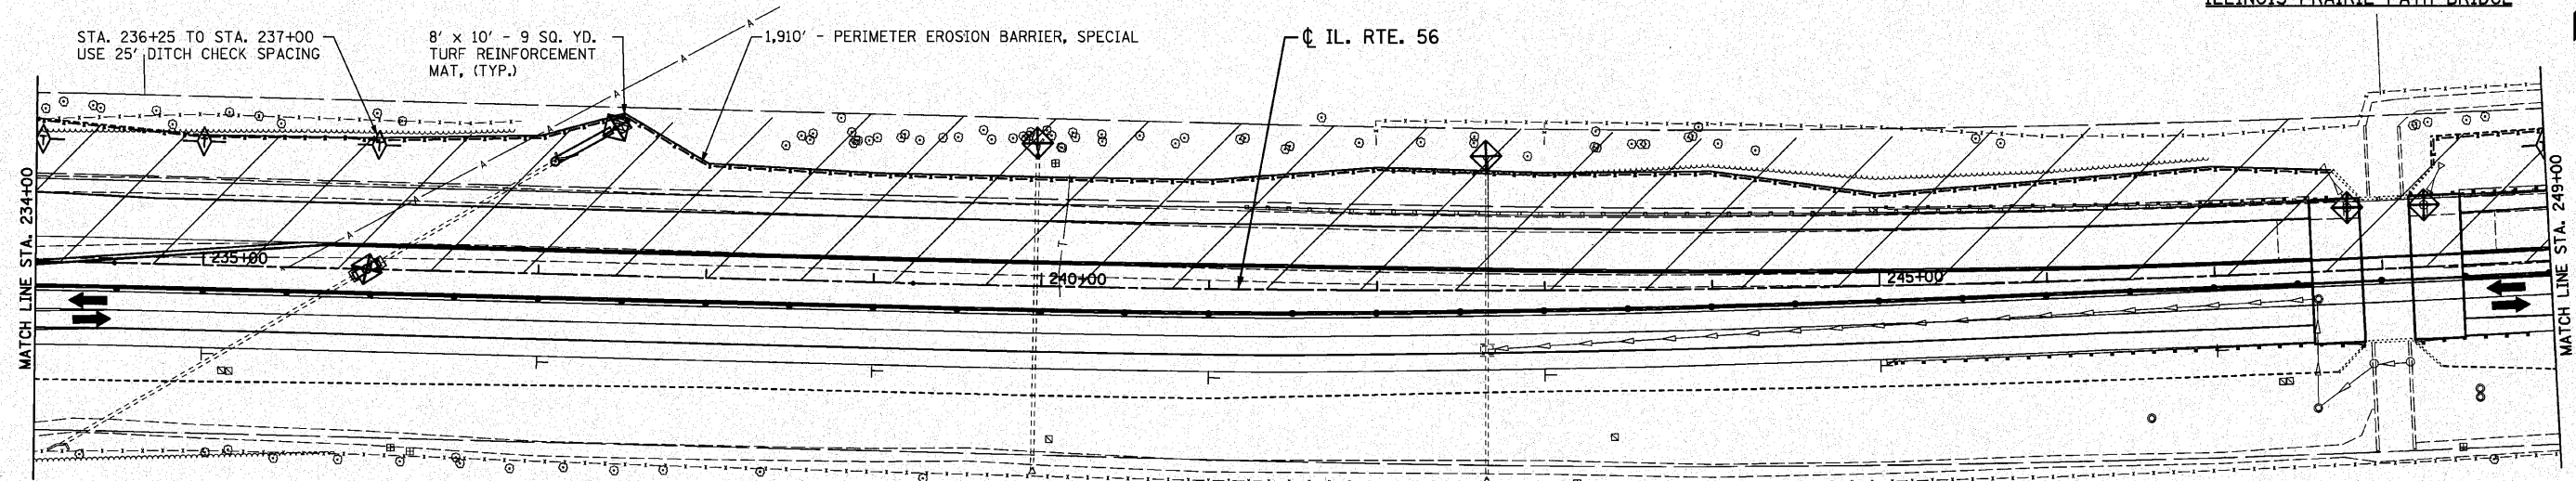 ILLINOIS PRAIRIE PATH BRIDGE
STA. 236+25 TO STA. 237+00
USE 25' DITCH CHECK SPACING
8' x 10' - 9 SQ. YD.
TURF REINFORCEMENT
MAT, (TYP.)
1,910' - PERIMETER EROSION BARRIER, SPECIAL
℄ IL. RTE. 56
A
A
A
A
A
A
MATCH LINE STA. 234+00
235+00
240+00
245+00
MATCH LINE STA. 249+00